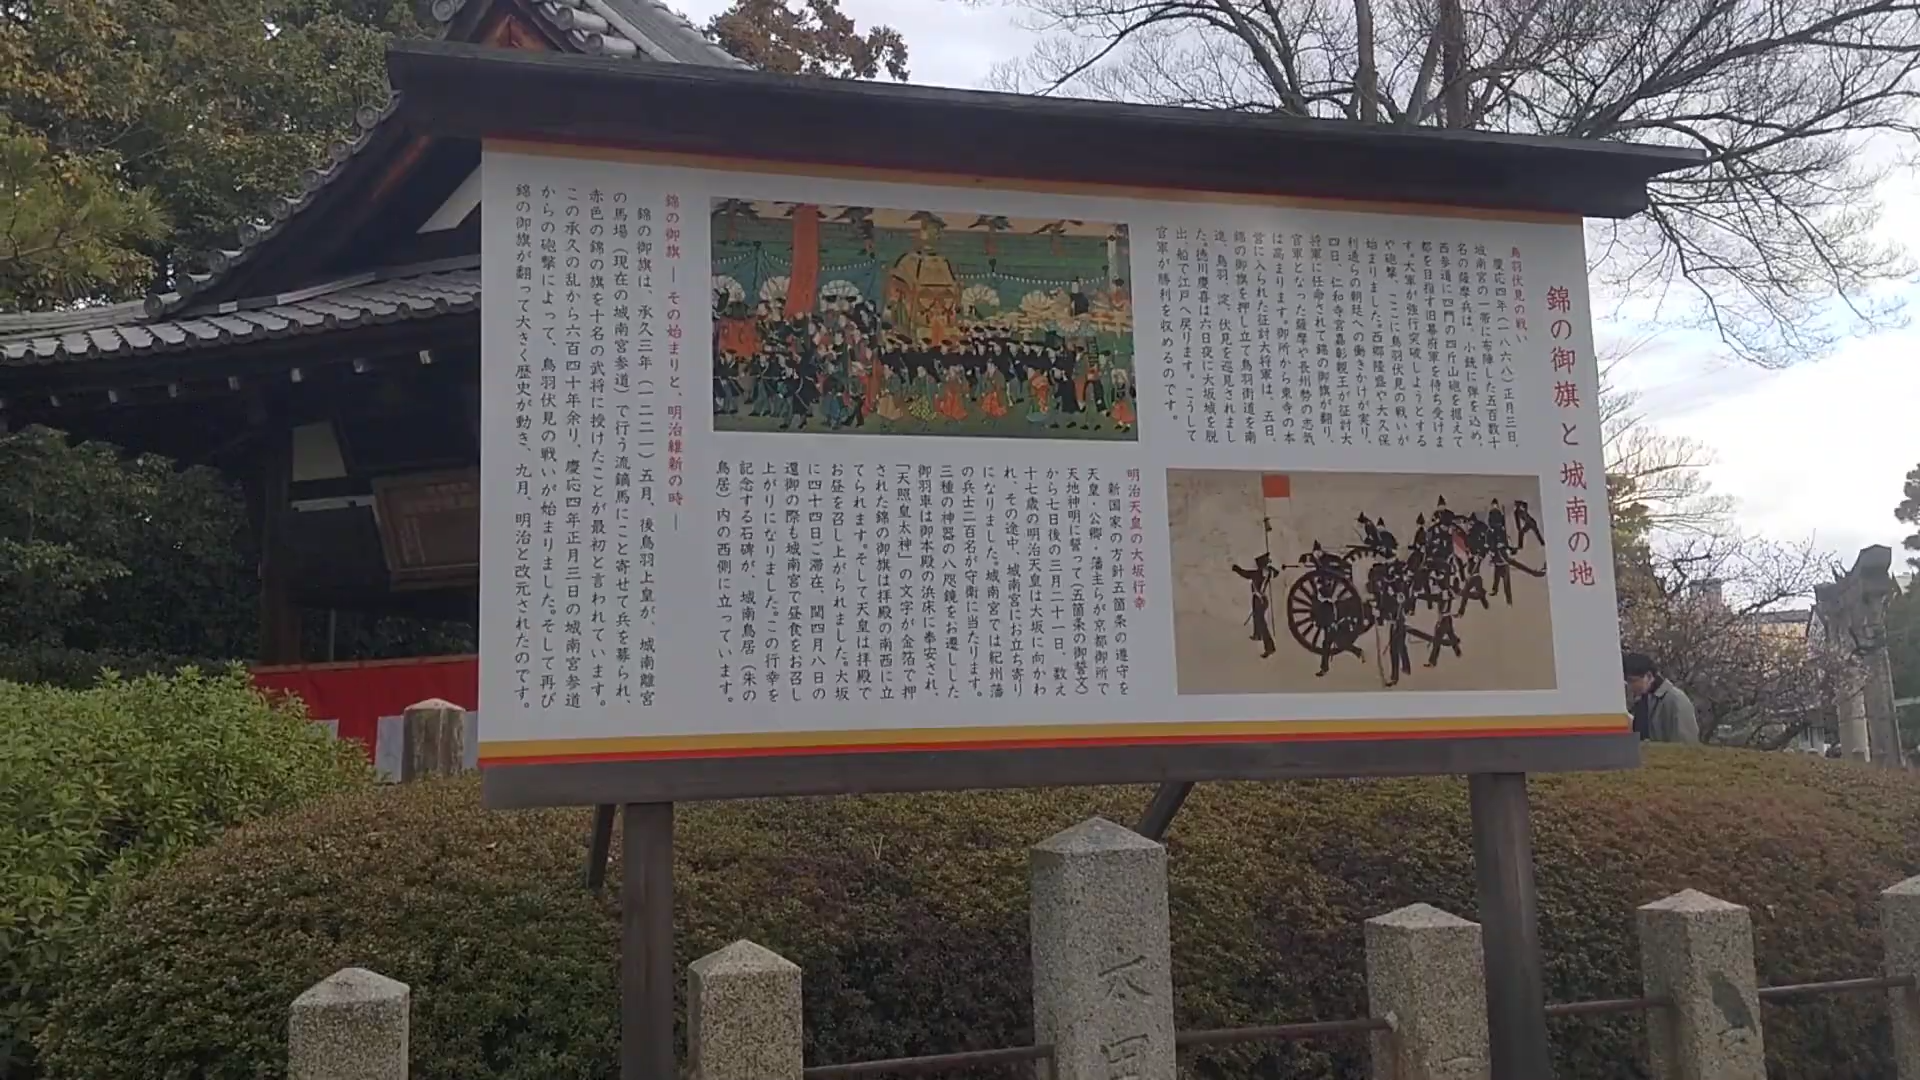 錦の御旗と城南の地
鳥羽伏見の戦い
慶応四年(一八六八)正月三日、
城南宮の一帯に布陣した五百数十
名の薩摩兵は、小銃に弾を込め、
西参道に四門の四斤山砲を据えて
都を目指す旧幕府軍を待ち受けま
す。大軍が強行突破しようとする
や砲撃、ここに鳥羽伏見の戦いが
始まりました。西郷隆盛や大久保
利通らの朝廷への働きかけが実り、
四日、仁和寺宮嘉彰親王が征討大
将軍に任命されて錦の御旗が翻り、
官軍となった薩摩や長州勢の志気
は高まります。御所から東寺の本
営に入られた征討大将軍は、五日、
錦の御旗を押し立て鳥羽街道を南
進、鳥羽、淀、伏見を巡見されまし
た。徳川慶喜は六日夜に大坂城を脱
出、船で江戸へ戻ります。こうして
官軍が勝利を収めるのです。
明治天皇の大坂行幸
新国家の方針五箇条の遵守を
天皇・公卿・藩主らが京都御所で
天地神明に誓って(五箇条の御誓文)
から七日後の三月二十一日、数え
十七歳の明治天皇は大坂に向かわ
れ、その途中、城南宮にお立ち寄り
になりました。城南宮では紀州藩
の兵士二百名が守衛に当たります。
三種の神器の八咫鏡をお遷しした
御羽車は御本殿の浜床に奉安され、
「天照皇太神」の文字が金箔で押
された錦の御旗は拝殿の南西に立
てられます。そして天皇は拝殿で
お昼を召し上がられました。大坂
に四十四日ご滞在、閏四月八日の
還御の際も城南宮で昼食をお召し
上がりになりました。この行幸を
記念する石碑が、城南鳥居(朱の
鳥居)内の西側に立っています。
錦の御旗 ― その始まりと、明治維新の時 ―
錦の御旗は、承久三年(一二二一)五月、後鳥羽上皇が、城南離宮
の馬場(現在の城南宮参道)で行う流鏑馬にこと寄せて兵を募られ、
赤色の錦の旗を十名の武将に授けたことが最初と言われています。
この承久の乱から六百四十年余り、慶応四年正月三日の城南宮参道
からの砲撃によって、鳥羽伏見の戦いが始まりました。そして再び
錦の御旗が翻って大きく歴史が動き、九月、明治と改元されたのです。